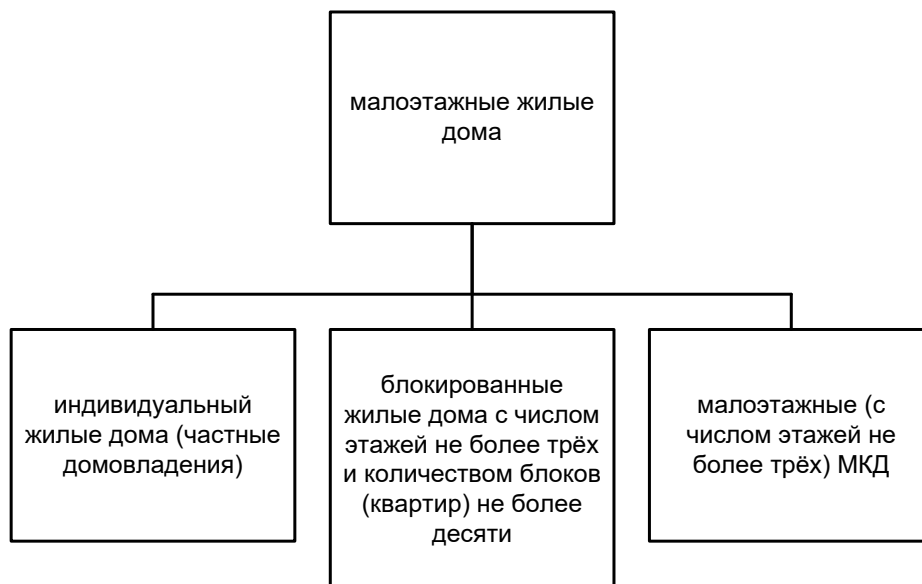 малоэтажные жилые
дома
индивидуальный
жилые дома (частные
домовладения)
блокированные
жилые дома с числом
этажей не более трёх
и количеством блоков
(квартир) не более
десяти
малоэтажные (с
числом этажей не
более трёх) МКД